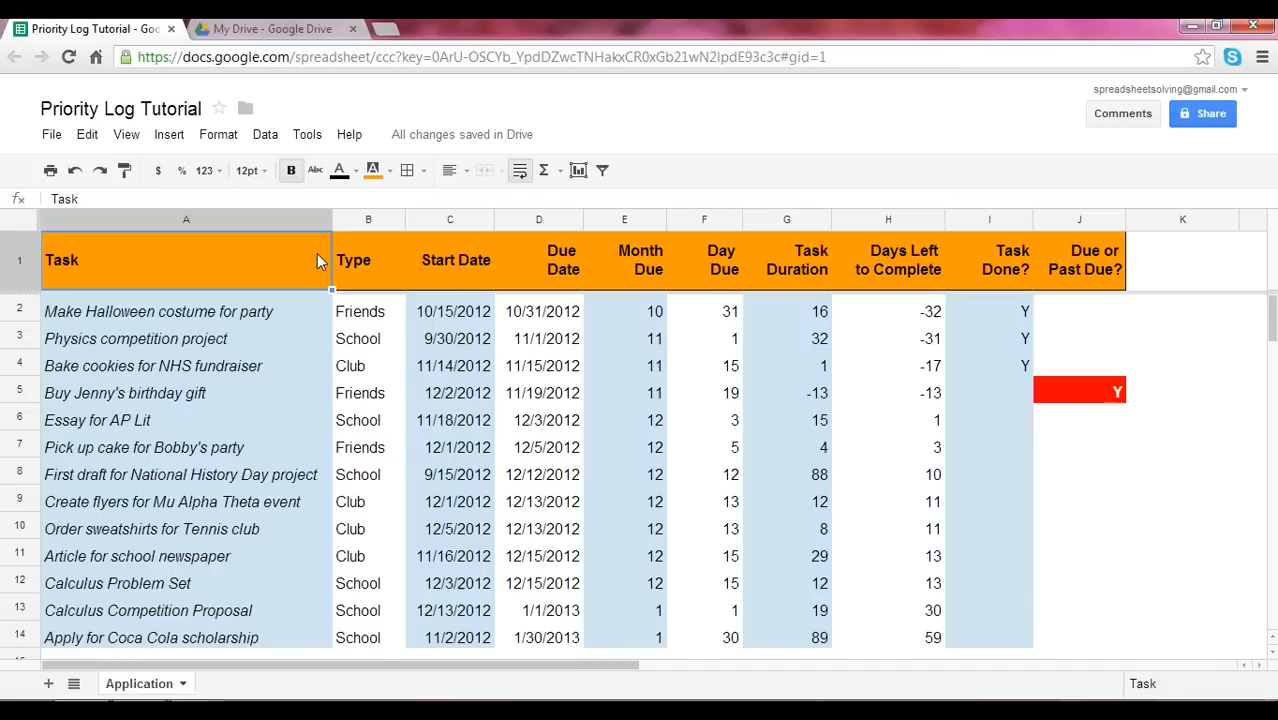 Priority Log Tutorial - Goo
My Drive - Google Drive
https://docs.google.com/spreadsheet/ccc?key=0ArU-OSCYb_YpdDZwcTNHakxCR0xGb21wN2lpdE93c3c#gid=1
spreadsheetsolving@gmail.com
Priority Log Tutorial
Comments
Share
File Edit View Insert Format Data Tools Help All changes saved in Drive
$ % 123 12pt B Abc A A Σ
fx Task
A B C D E F G H I J K
1 Task Type Start Date Due Date Month Due Day Due Task Duration Days Left to Complete Task Done? Due or Past Due?
2 Make Halloween costume for party Friends 10/15/2012 10/31/2012 10 31 16 -32 Y
3 Physics competition project School 9/30/2012 11/1/2012 11 1 32 -31 Y
4 Bake cookies for NHS fundraiser Club 11/14/2012 11/15/2012 11 15 1 -17 Y
5 Buy Jenny's birthday gift Friends 12/2/2012 11/19/2012 11 19 -13 -13 Y
6 Essay for AP Lit School 11/18/2012 12/3/2012 12 3 15 1
7 Pick up cake for Bobby's party Friends 12/1/2012 12/5/2012 12 5 4 3
8 First draft for National History Day project School 9/15/2012 12/12/2012 12 12 88 10
9 Create flyers for Mu Alpha Theta event Club 12/1/2012 12/13/2012 12 13 12 11
10 Order sweatshirts for Tennis club Club 12/5/2012 12/13/2012 12 13 8 11
11 Article for school newspaper Club 11/16/2012 12/15/2012 12 15 29 13
12 Calculus Problem Set School 12/3/2012 12/15/2012 12 15 12 13
13 Calculus Competition Proposal School 12/13/2012 1/1/2013 1 1 19 30
14 Apply for Coca Cola scholarship School 11/2/2012 1/30/2013 1 30 89 59
Application
Task